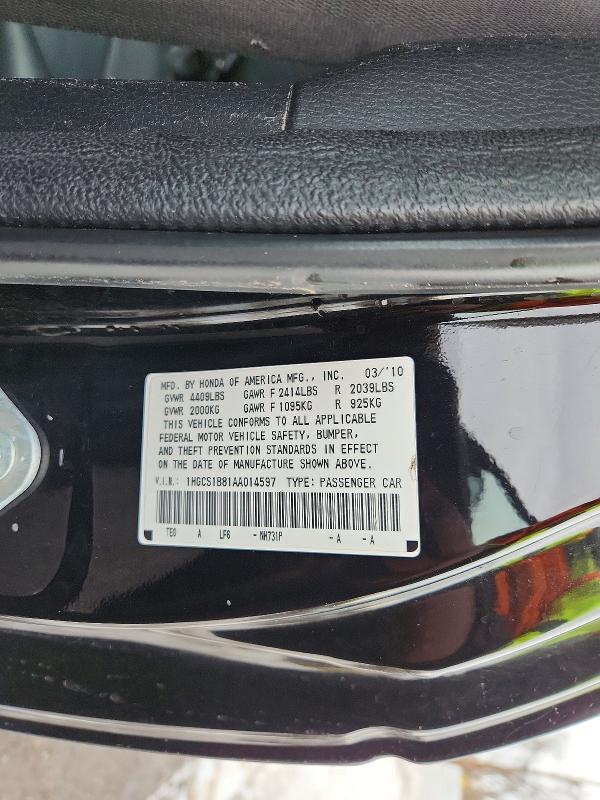 MFD. BY HONDA OF AMERICA MFG., INC. 03/'10
GVWR 4409LBS GAWR F 2414LBS R 2039LBS
GVWR 2000KG GAWR F 1095KG R 925KG
THIS VEHICLE CONFORMS TO ALL APPLICABLE
FEDERAL MOTOR VEHICLE SAFETY, BUMPER,
AND THEFT PREVENTION STANDARDS IN EFFECT
ON THE DATE OF MANUFACTURE SHOWN ABOVE.
V.I.N.: 1HGCS1B81AA014597 TYPE: PASSENGER CAR
TE0 A LF6 - NH731P - A - A